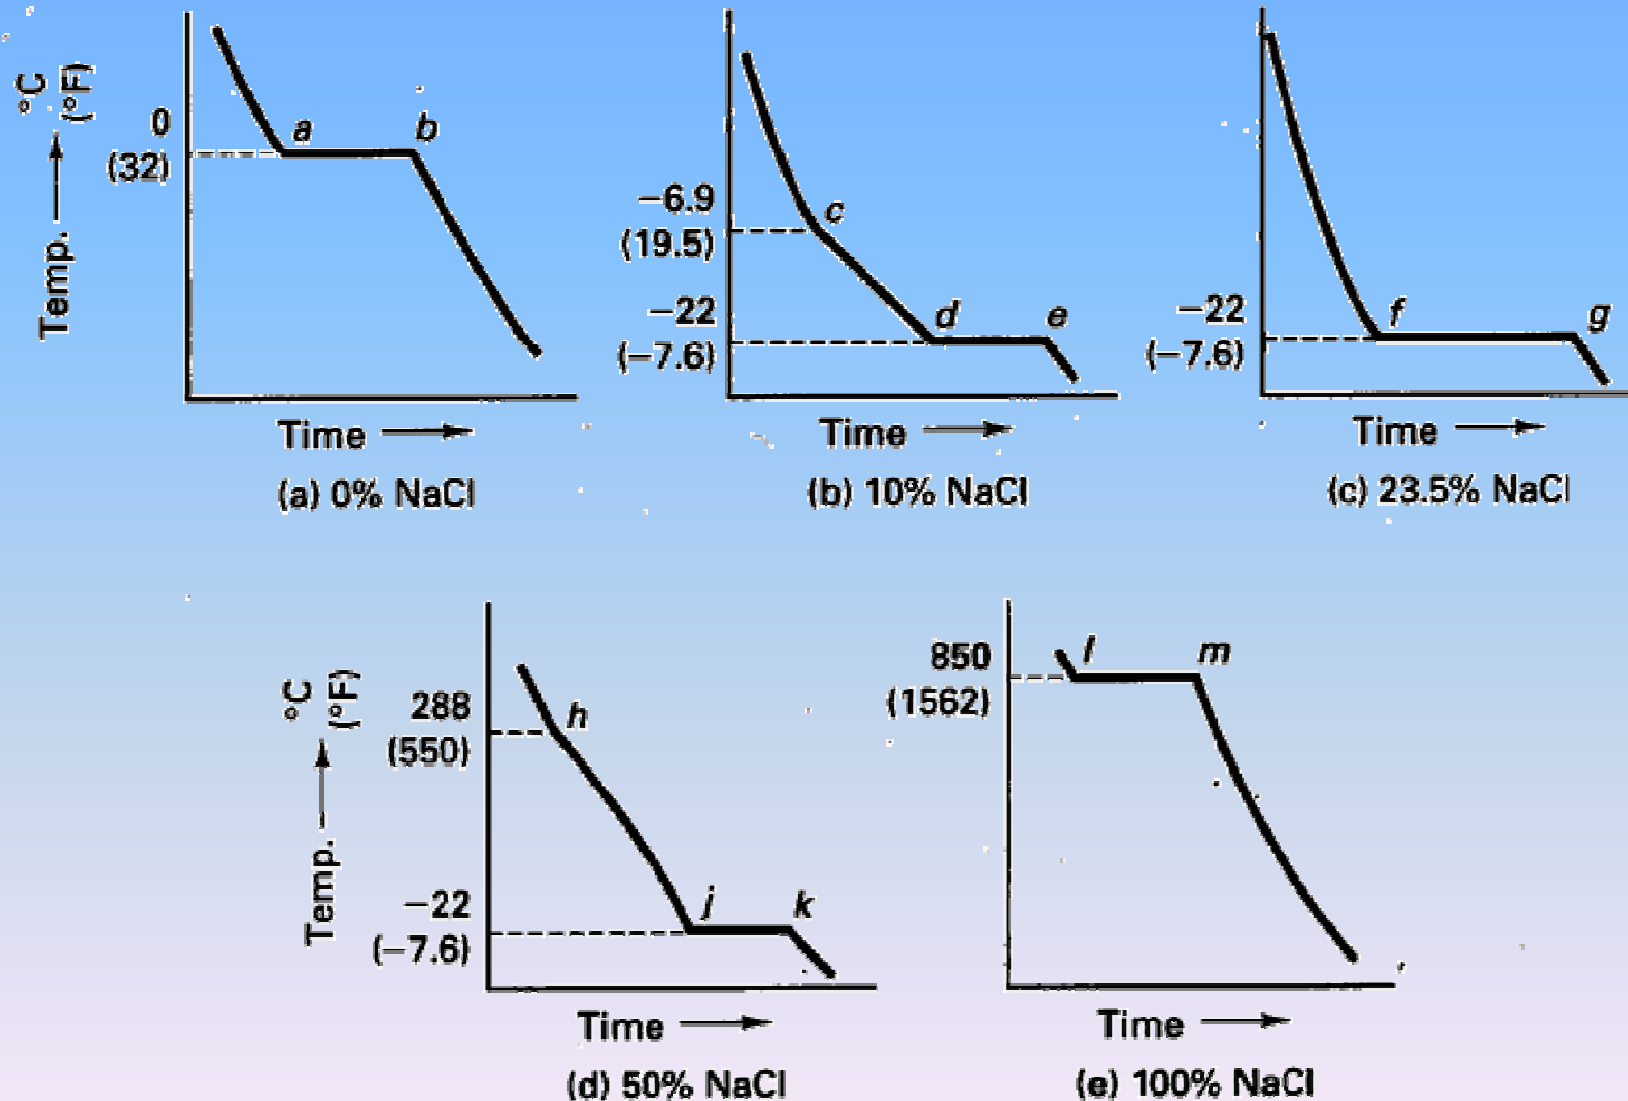 °C
(°F)
Temp.
0
(32)
a
b
Time
(a) 0% NaCl
−6.9
(19.5)
−22
(−7.6)
c
d
e
Time
(b) 10% NaCl
−22
(−7.6)
f
g
Time
(c) 23.5% NaCl
°C
(°F)
Temp.
288
(550)
−22
(−7.6)
h
j
k
Time
(d) 50% NaCl
850
(1562)
l
m
Time
(e) 100% NaCl